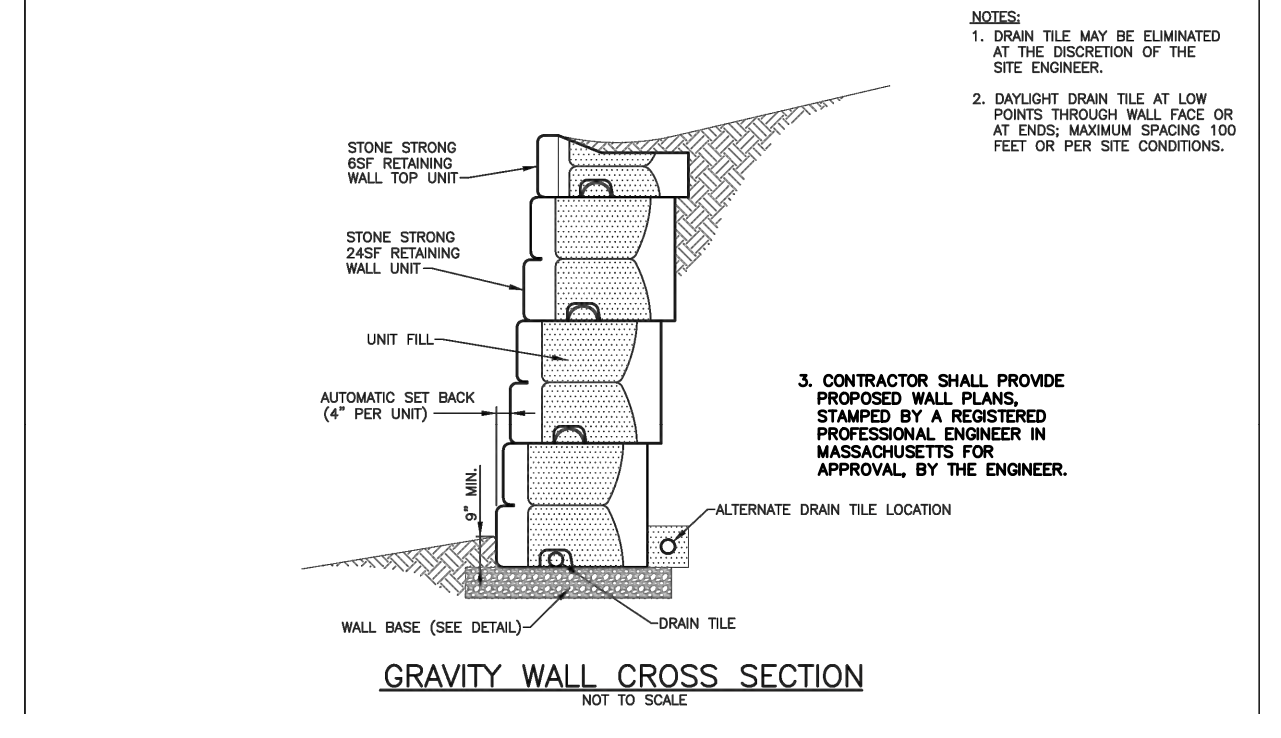 NOTES:
1. DRAIN TILE MAY BE ELIMINATED
AT THE DISCRETION OF THE
SITE ENGINEER.
2. DAYLIGHT DRAIN TILE AT LOW
POINTS THROUGH WALL FACE OR
AT ENDS; MAXIMUM SPACING 100
FEET OR PER SITE CONDITIONS.
STONE STRONG
6SF RETAINING
WALL TOP UNIT
STONE STRONG
24SF RETAINING
WALL UNIT
UNIT FILL
AUTOMATIC SET BACK
(4" PER UNIT)
3. CONTRACTOR SHALL PROVIDE
PROPOSED WALL PLANS,
STAMPED BY A REGISTERED
PROFESSIONAL ENGINEER IN
MASSACHUSETTS FOR
APPROVAL, BY THE ENGINEER.
9" MIN.
ALTERNATE DRAIN TILE LOCATION
WALL BASE (SEE DETAIL)
DRAIN TILE
GRAVITY WALL CROSS SECTION
NOT TO SCALE